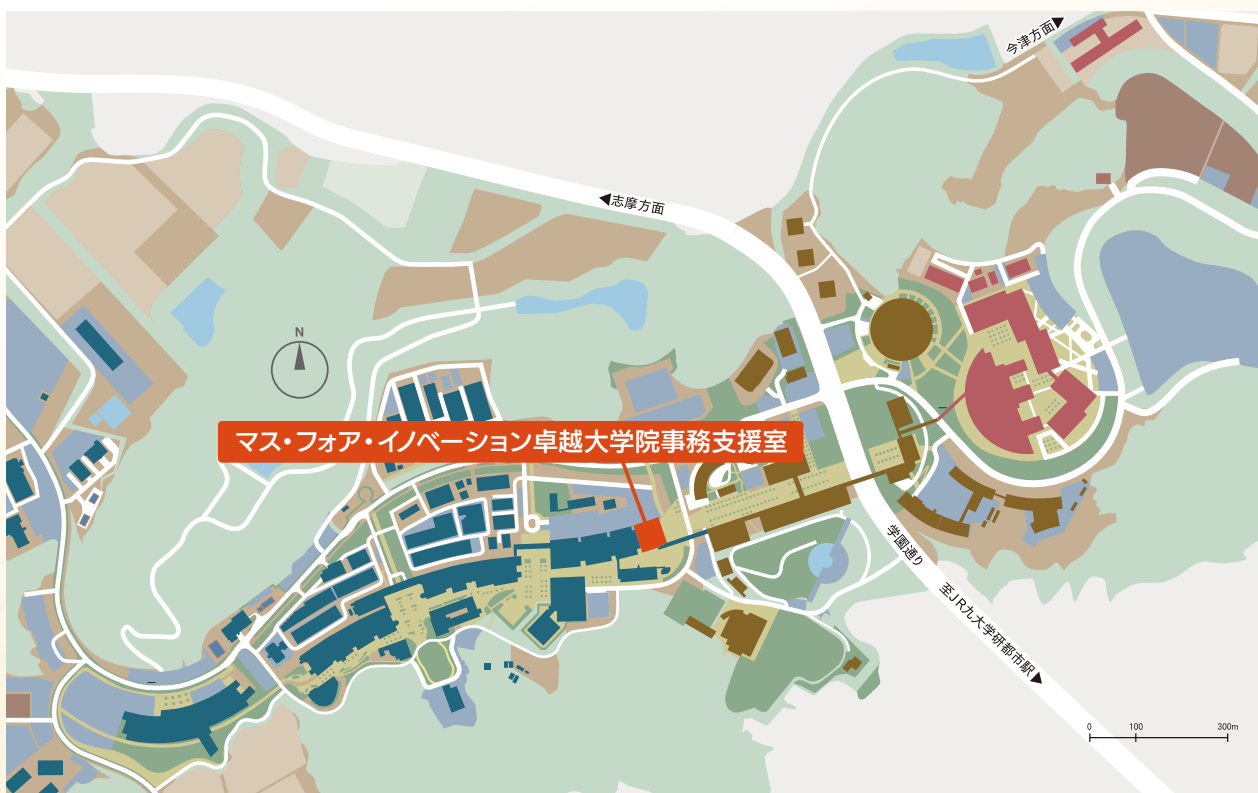 今津方面▶
◀志摩方面
N
マス・フォア・イノベーション卓越大学院事務支援室
学園通り
至JR九大学研都市駅▶
0 100 300m